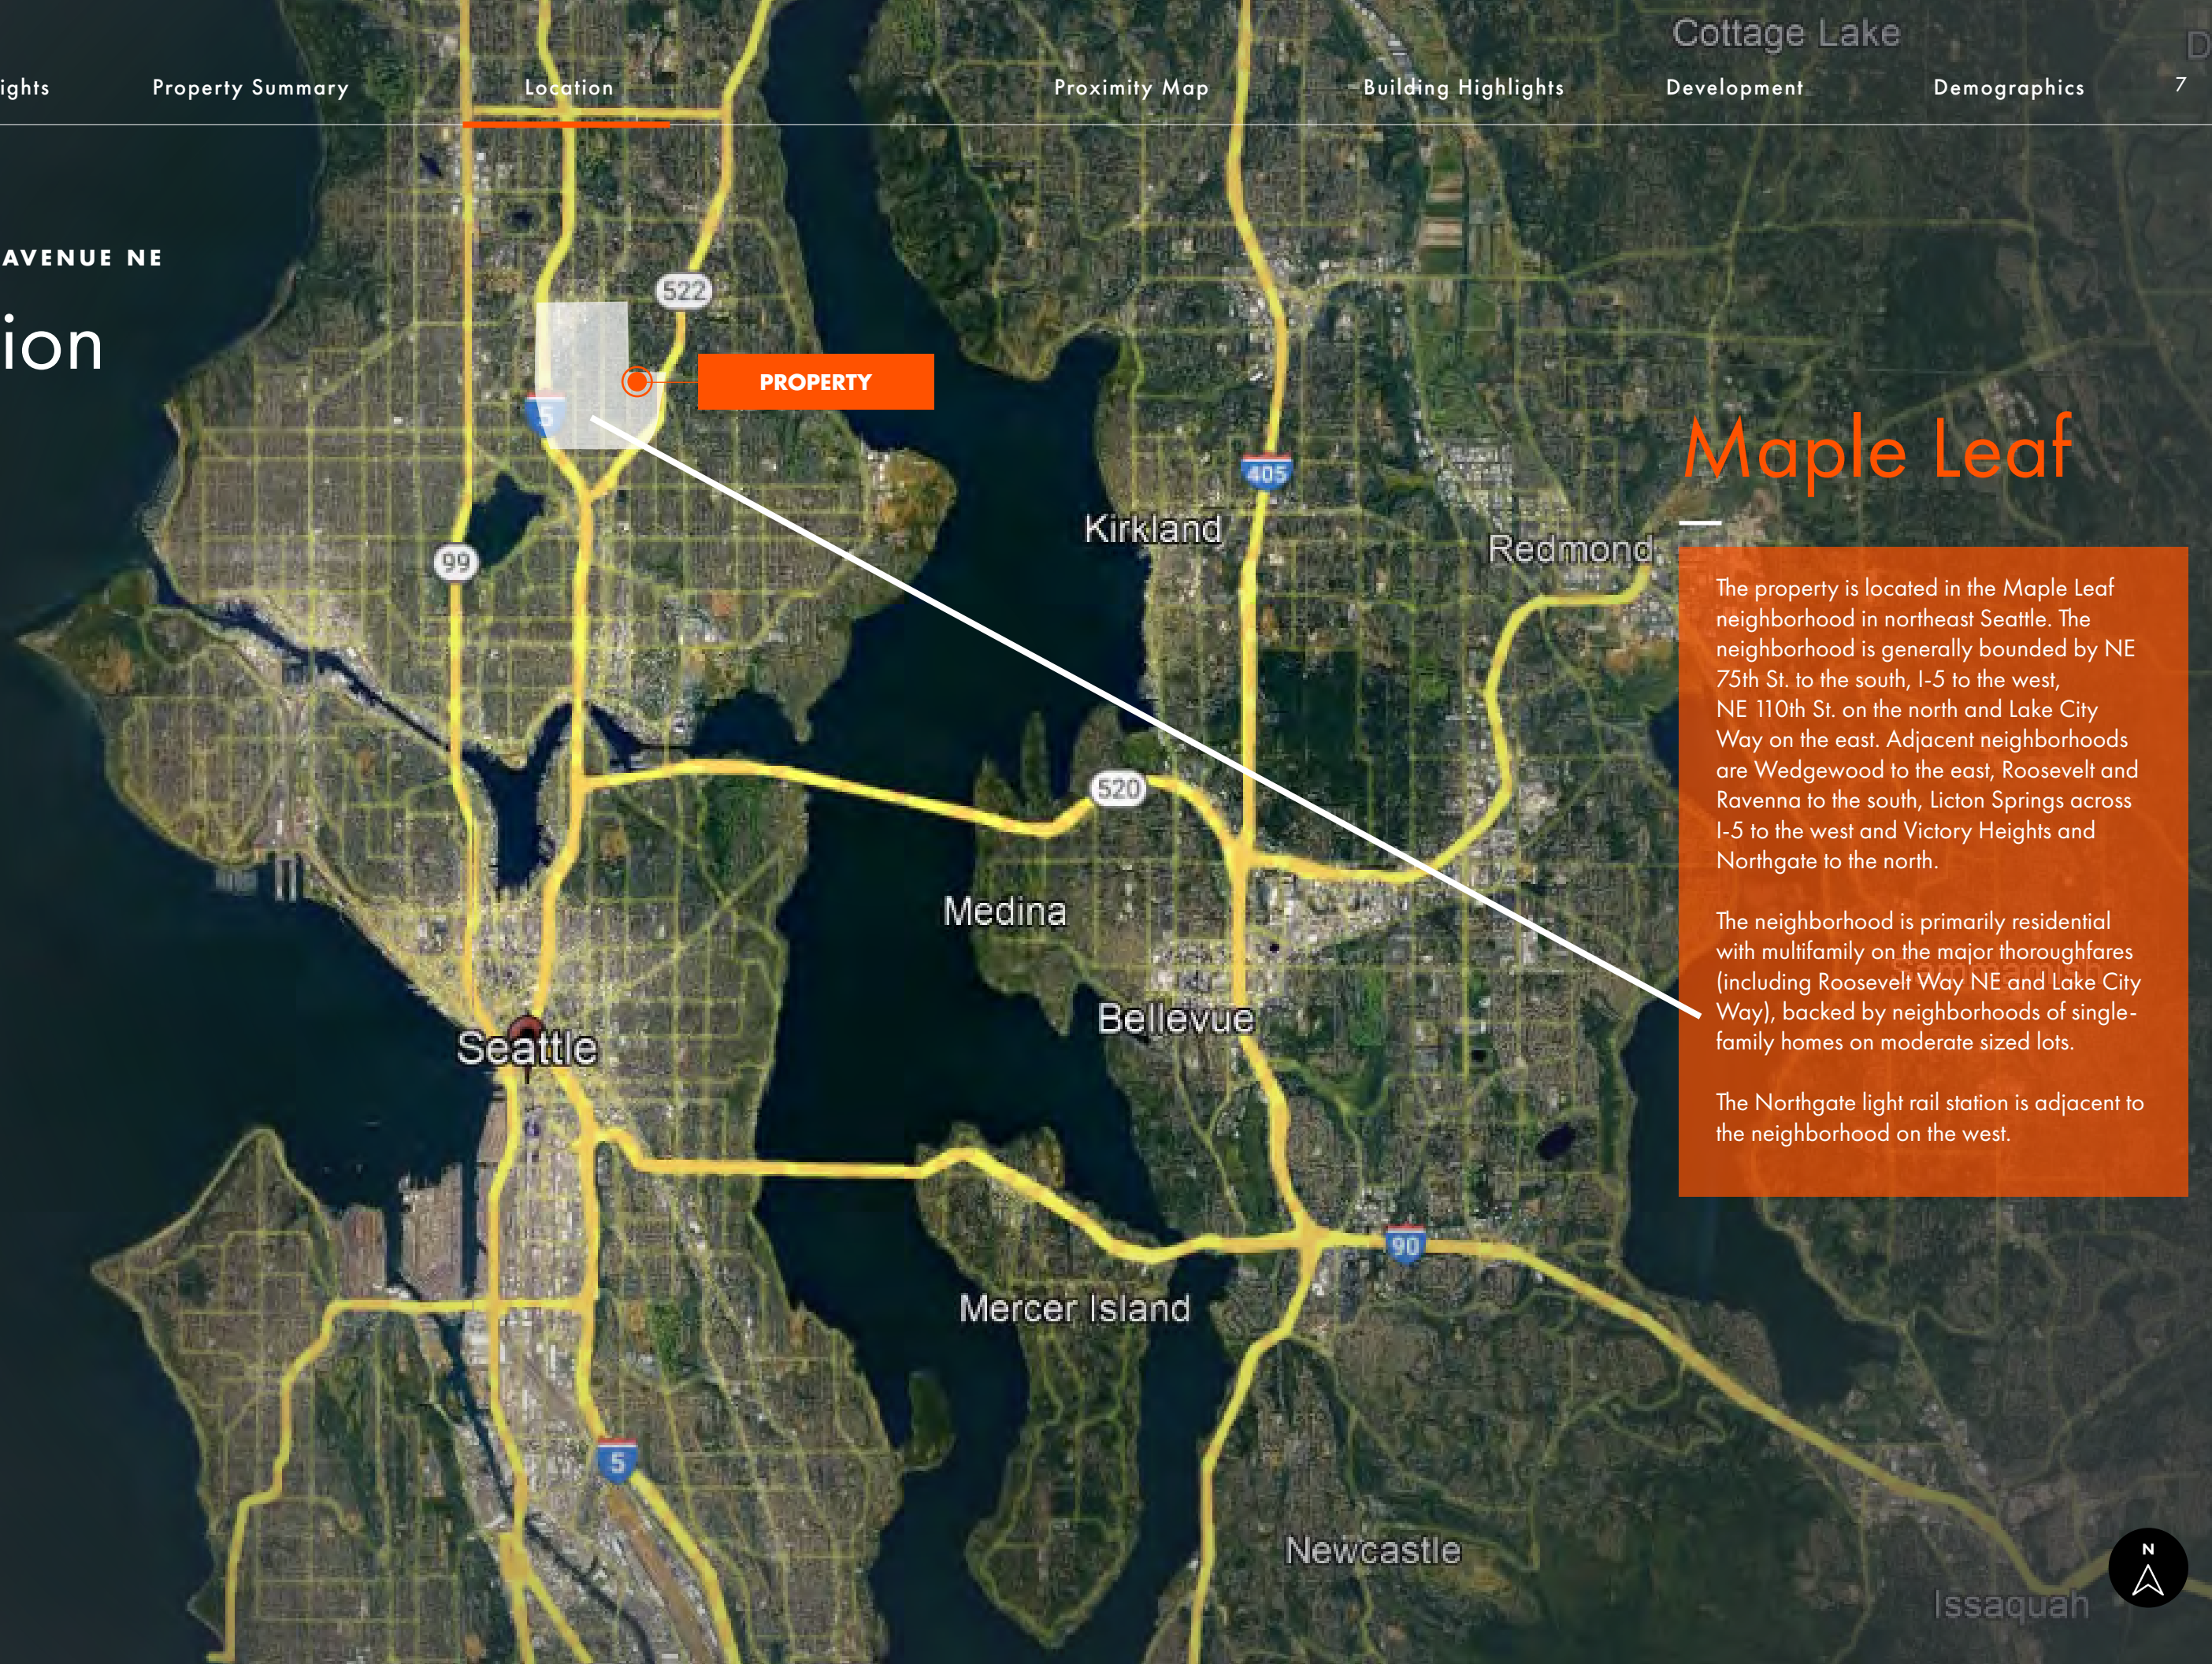 ights Property Summary Location Proximity Map Building Highlights Development Demographics 7
Cottage Lake
D
AVENUE NE
ion
522
PROPERTY
5
Maple Leaf
405
Kirkland
Redmond
99
The property is located in the Maple Leaf
neighborhood in northeast Seattle. The
neighborhood is generally bounded by NE
75th St. to the south, I-5 to the west,
NE 110th St. on the north and Lake City
Way on the east. Adjacent neighborhoods
are Wedgewood to the east, Roosevelt and
Ravenna to the south, Licton Springs across
I-5 to the west and Victory Heights and
Northgate to the north.
The neighborhood is primarily residential
with multifamily on the major thoroughfares
(including Roosevelt Way NE and Lake City
Way), backed by neighborhoods of single-
family homes on moderate sized lots.
The Northgate light rail station is adjacent to
the neighborhood on the west.
520
Medina
Sammamish
Bellevue
Seattle
90
Mercer Island
5
Newcastle
N
Issaquah